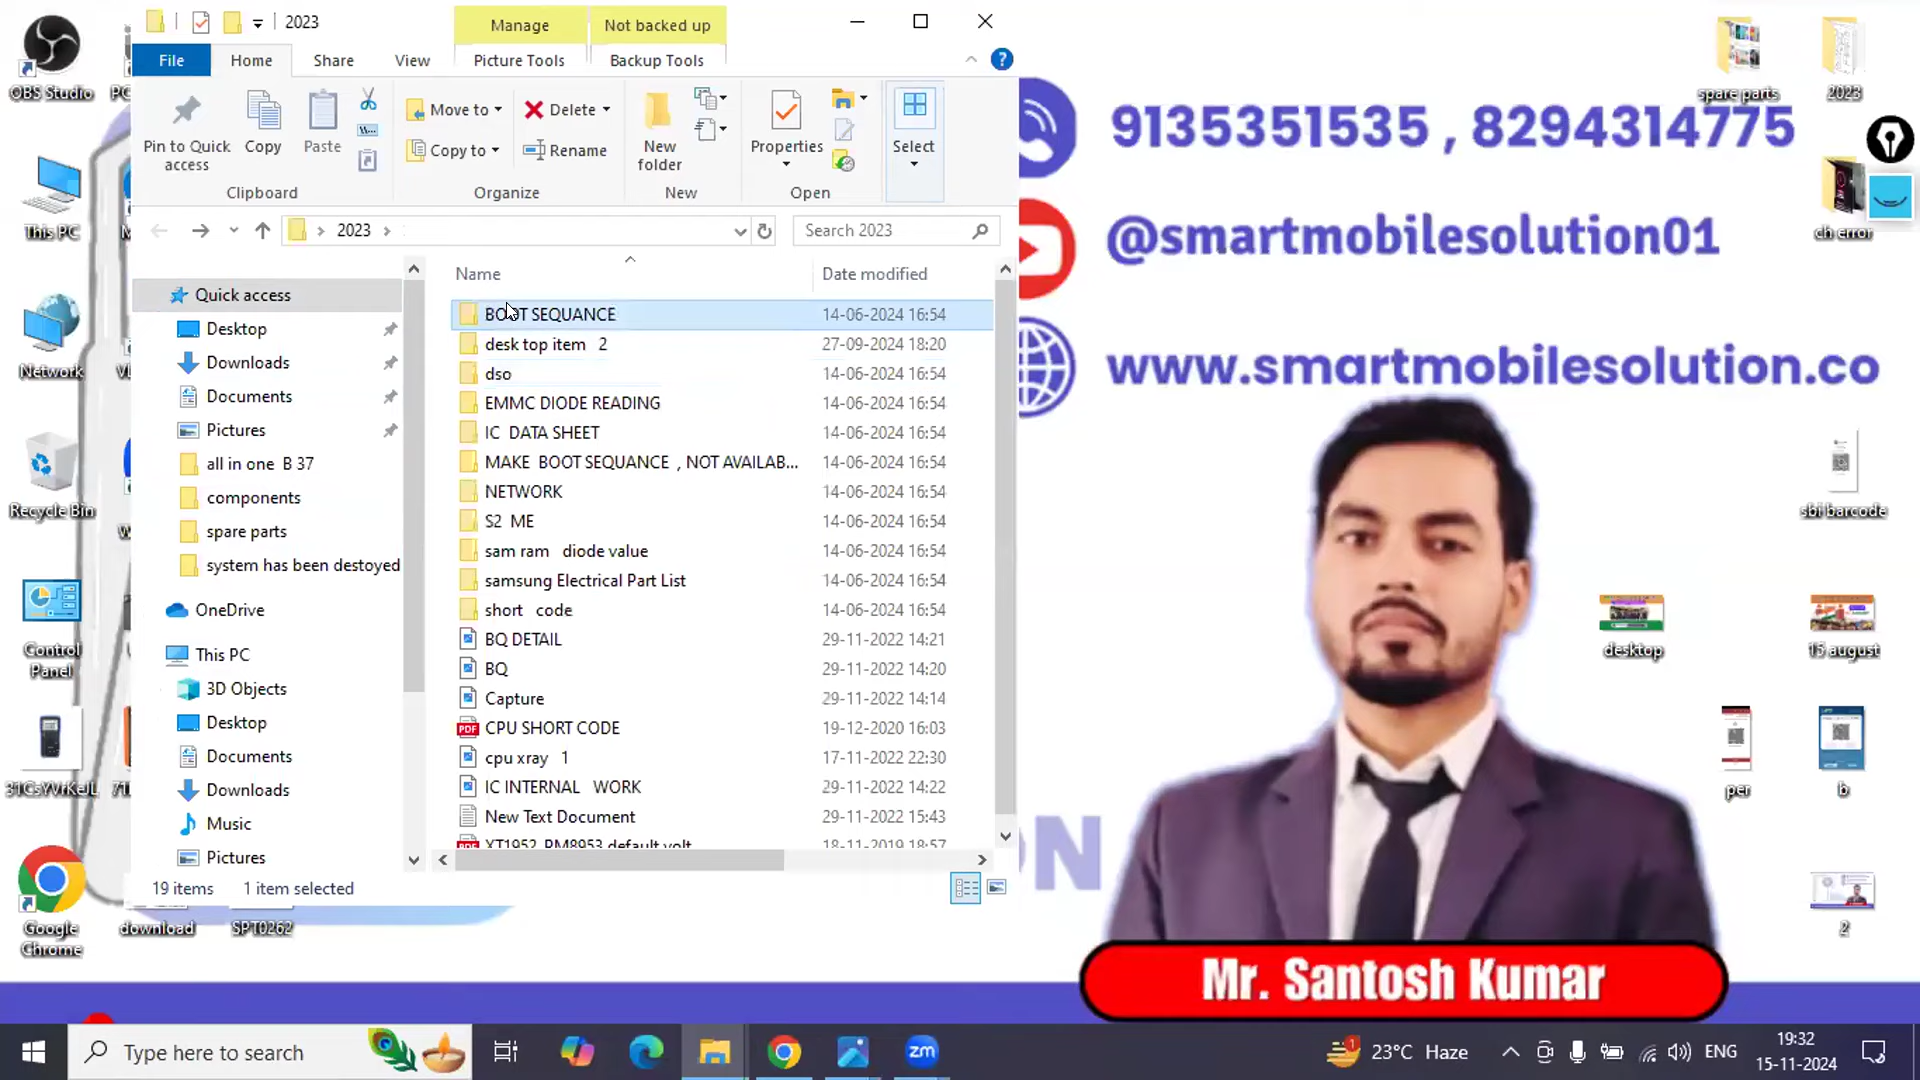 2023
Manage
Not backed up
File
Home
Share
View
Picture Tools
Backup Tools
Pin to Quick access
Copy
Paste
Move to
Copy to
Delete
Rename
New folder
Properties
Select
Clipboard
Organize
New
Open
2023
Search 2023
Name
Date modified
Quick access
Desktop
Downloads
Documents
Pictures
all in one B 37
components
spare parts
system has been destoyed
OneDrive
This PC
3D Objects
Desktop
Documents
Downloads
Music
Pictures
BOOT SEQUANCE 14-06-2024 16:54
desk top item 2 27-09-2024 18:20
dso 14-06-2024 16:54
EMMC DIODE READING 14-06-2024 16:54
IC DATA SHEET 14-06-2024 16:54
MAKE BOOT SEQUANCE , NOT AVAILAB... 14-06-2024 16:54
NETWORK 14-06-2024 16:54
S2 ME 14-06-2024 16:54
sam ram diode value 14-06-2024 16:54
samsung Electrical Part List 14-06-2024 16:54
short code 14-06-2024 16:54
BQ DETAIL 29-11-2022 14:21
BQ 29-11-2022 14:20
Capture 29-11-2022 14:14
CPU SHORT CODE 19-12-2020 16:03
cpu xray 1 17-11-2022 22:30
IC INTERNAL WORK 29-11-2022 14:22
New Text Document 29-11-2022 15:43
XT1952 PM8953 default volt 18-11-2019 18:57
19 items 1 item selected
OBS Studio
PC
This PC
Network
Recycle Bin
Control Panel
Google Chrome
download
SPT0262
9135351535 , 8294314775
@smartmobilesolution01
www.smartmobilesolution.co
ON
Mr. Santosh Kumar
spare parts
2023
ch error
sbi barcode
desktop
15 august
per
b
2
Type here to search
zm
1
23°C Haze
ENG
19:32
15-11-2024